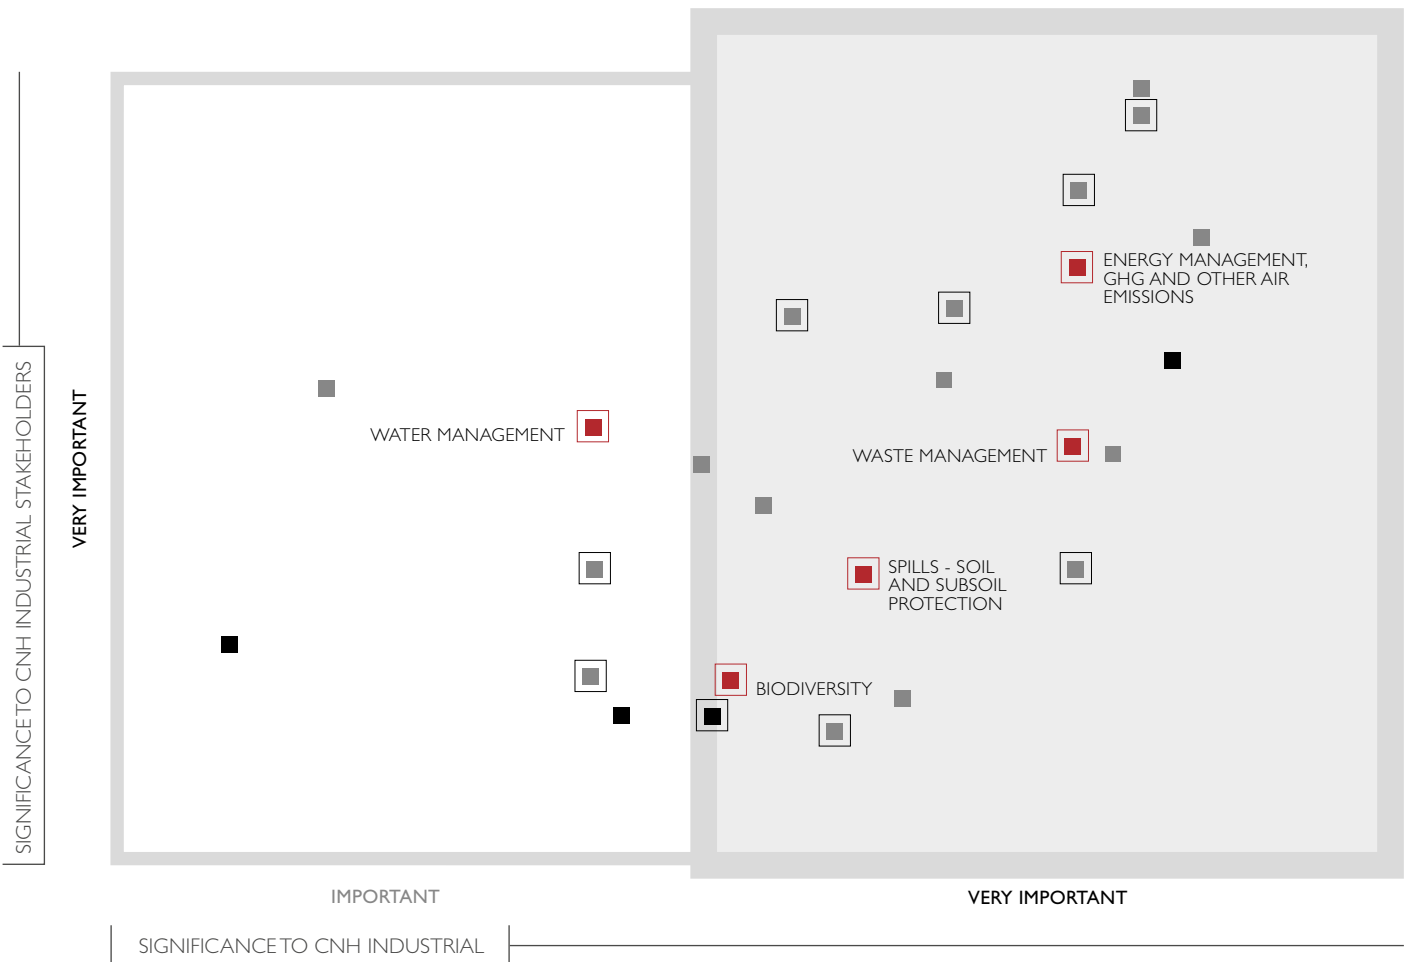 ENERGY MANAGEMENT,
GHG AND OTHER AIR
EMISSIONS
WATER MANAGEMENT
WASTE MANAGEMENT
SPILLS - SOIL
AND SUBSOIL
PROTECTION
BIODIVERSITY
SIGNIFICANCE TO CNH INDUSTRIAL STAKEHOLDERS
VERY IMPORTANT
IMPORTANT
VERY IMPORTANT
SIGNIFICANCE TO CNH INDUSTRIAL